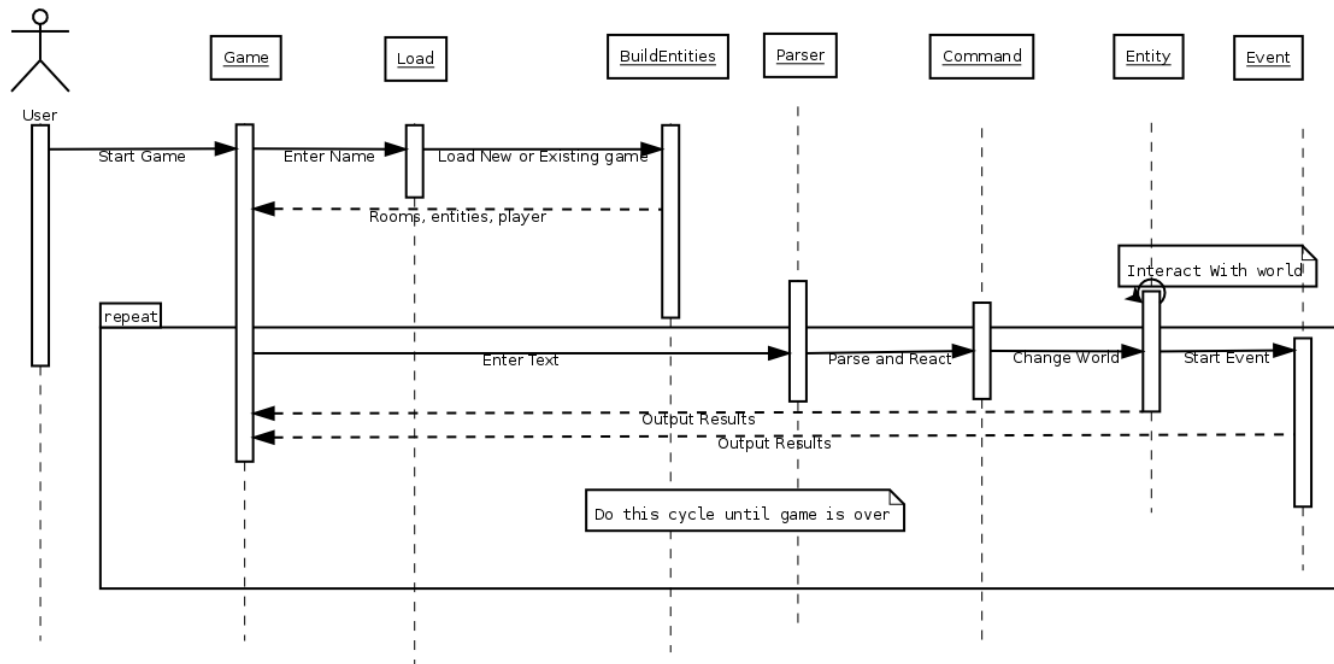 Game
Load
BuildEntities
Parser
Command
Entity
Event
User
Start Game
Enter Name
Load New or Existing game
Rooms, entities, player
Interact With world
repeat
Enter Text
Parse and React
Change World
Start Event
Output Results
Output Results
Do this cycle until game is over